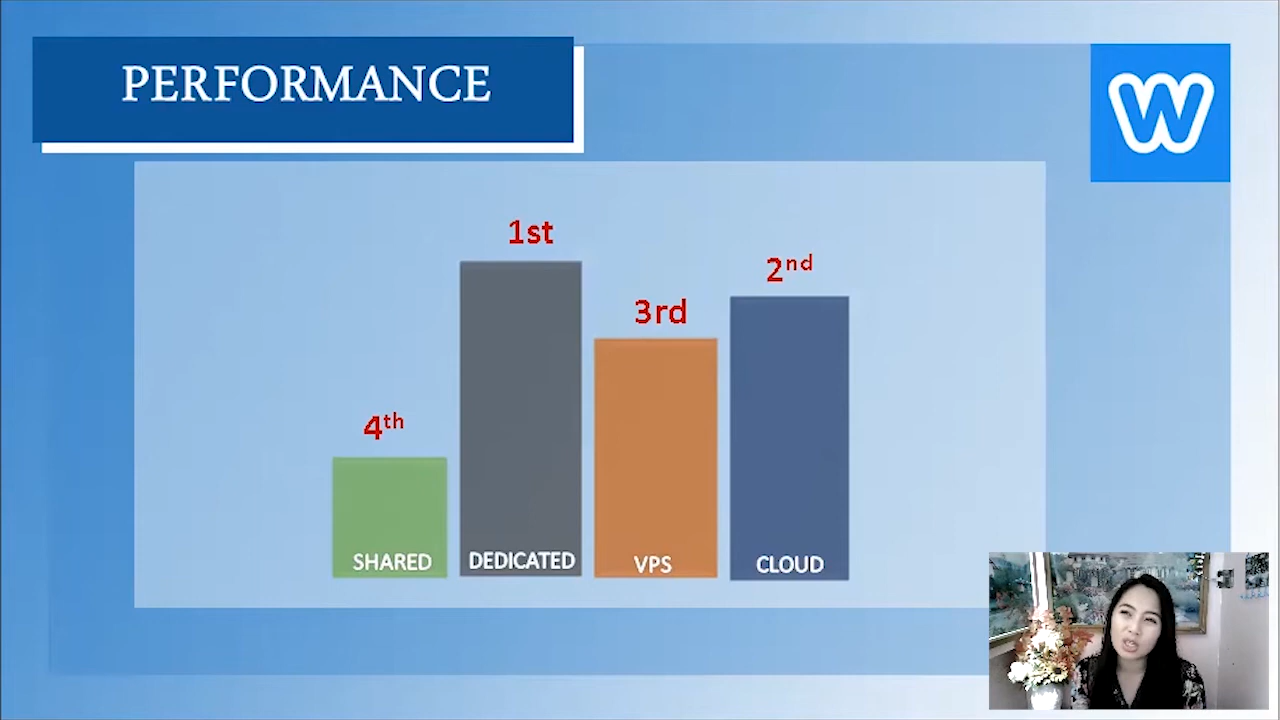 PERFORMANCE
W
1st
2nd
3rd
4th
SHARED
DEDICATED
VPS
CLOUD